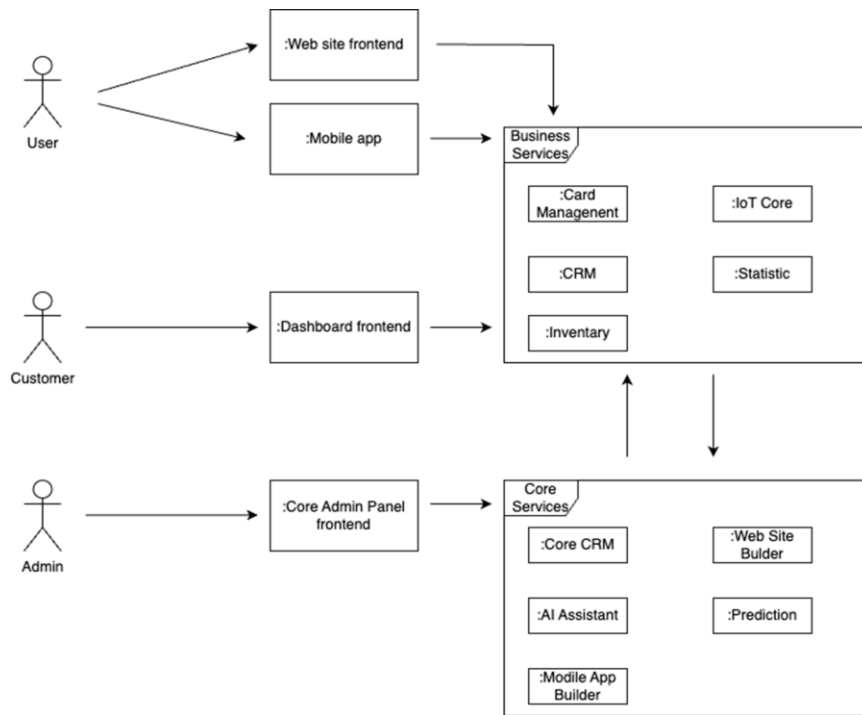 :Web site frontend
User
:Mobile app
Business
Services
:Card
Managenent
:IoT Core
:CRM
:Statistic
:Inventary
Customer
:Dashboard frontend
Admin
:Core Admin Panel
frontend
Core
Services
:Core CRM
:Web Site
Bulder
:AI Assistant
:Prediction
:Modile App
Builder